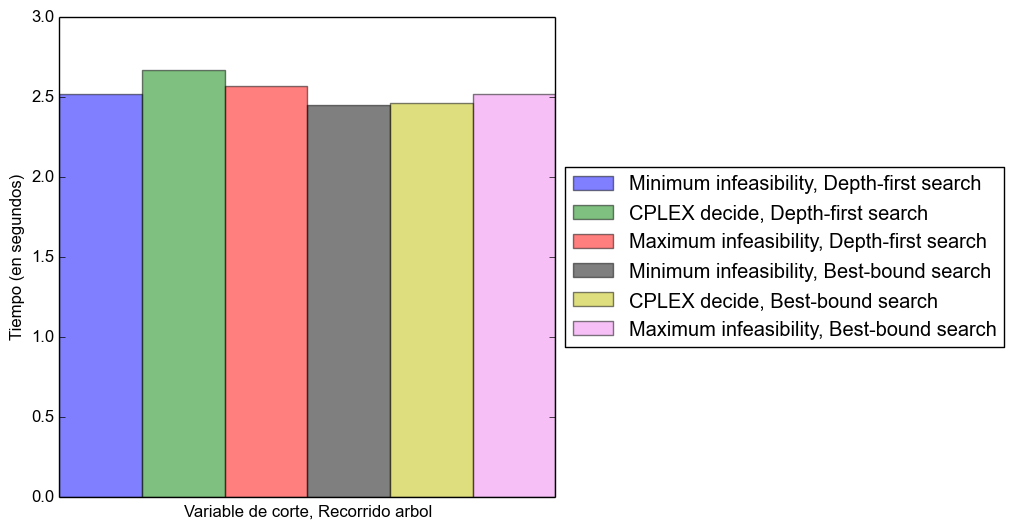 3.0
2.5
2.0
1.5
1.0
0.5
0.0
Tiempo (en segundos)
Variable de corte, Recorrido arbol
Minimum infeasibility, Depth-first search
CPLEX decide, Depth-first search
Maximum infeasibility, Depth-first search
Minimum infeasibility, Best-bound search
CPLEX decide, Best-bound search
Maximum infeasibility, Best-bound search